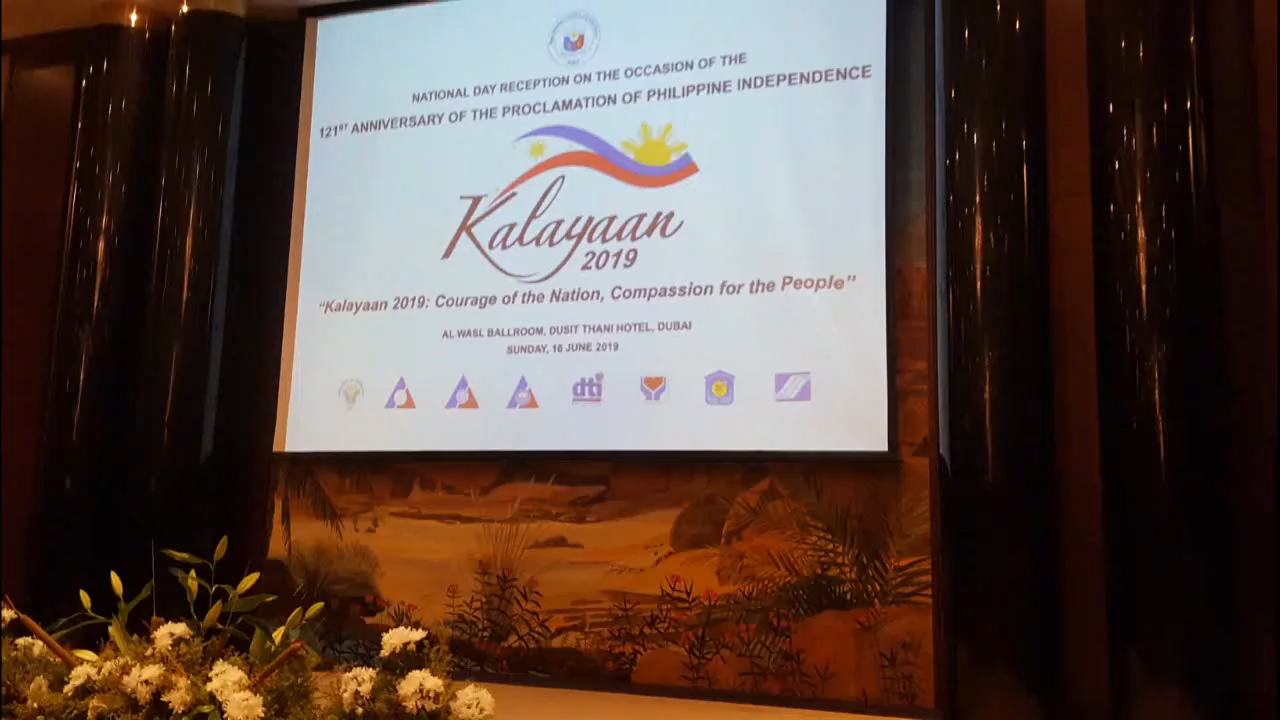 NATIONAL DAY RECEPTION ON THE OCCASION OF THE
121ST ANNIVERSARY OF THE PROCLAMATION OF PHILIPPINE INDEPENDENCE
Kalayaan
2019
“Kalayaan 2019: Courage of the Nation, Compassion for the People”
AL WASL BALLROOM, DUSIT THANI HOTEL, DUBAI
SUNDAY, 16 JUNE 2019
dti